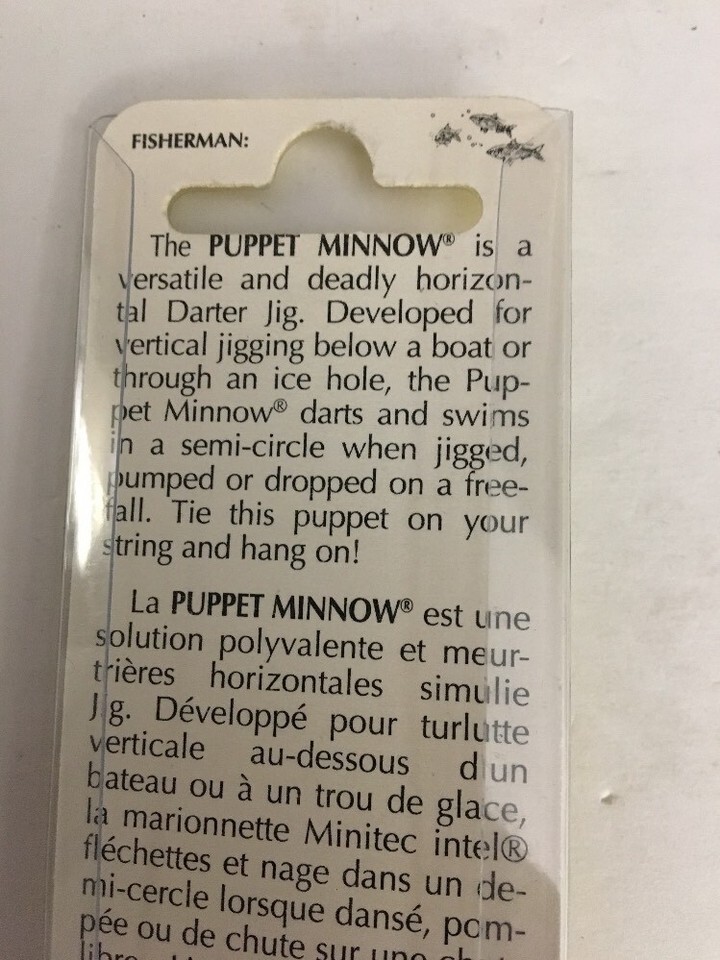 FISHERMAN:
The PUPPET MINNOW® is a
versatile and deadly horizon-
tal Darter Jig. Developed for
vertical jigging below a boat or
through an ice hole, the Pup-
pet Minnow® darts and swims
in a semi-circle when jigged,
pumped or dropped on a free-
fall. Tie this puppet on your
string and hang on!
La PUPPET MINNOW® est une
solution polyvalente et meur-
trières horizontales simulie
Jig. Développé pour turlutte
verticale au-dessous d'un
bateau ou à un trou de glace,
la marionnette Minitec intel®
fléchettes et nage dans un de-
mi-cercle lorsque dansé, pom-
pée ou de chute sur une